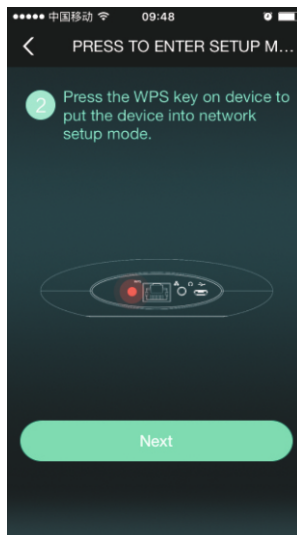 中国移动 09:48
PRESS TO ENTER SETUP M...
2 Press the WPS key on device to
put the device into network
setup mode.
Next